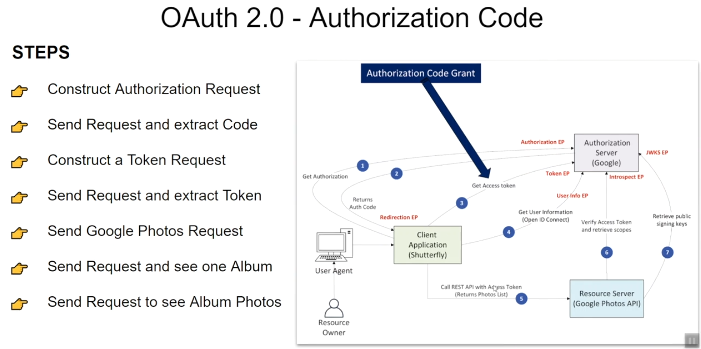 OAuth 2.0 - Authorization Code
STEPS
Construct Authorization Request
Send Request and extract Code
Construct a Token Request
Send Request and extract Token
Send Google Photos Request
Send Request and see one Album
Send Request to see Album Photos
Authorization Code Grant
Authorization EP
Authorization
Server
(Google)
JWKS EP
Token EP
Introspect EP
User Info EP
1
2
Get Authorization
Get Access token
Returns
Auth Code
3
Redirection EP
Get User Information
(Open ID Connect)
4
Verify Access Token
and retrieve scopes
Retrieve public
signing keys
Client
Application
(Shutterfly)
6
7
User Agent
Call REST API with Access Token
(Returns Photos List)
5
Resource Server
(Google Photos API)
Resource
Owner